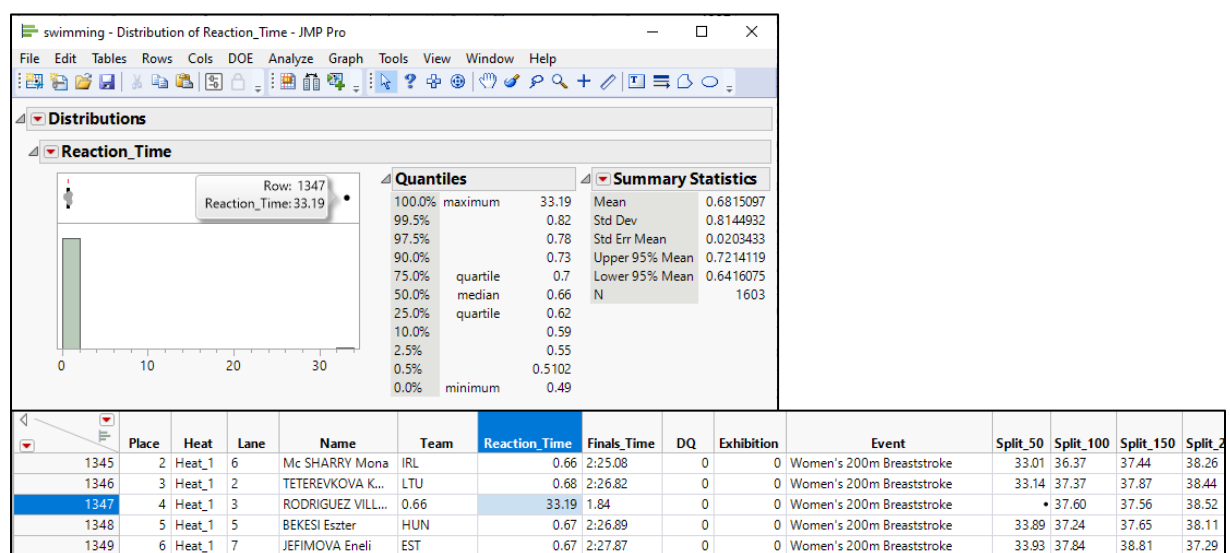 swimming - Distribution of Reaction_Time - JMP Pro
File Edit Tables Rows Cols DOE Analyze Graph Tools View Window Help
Distributions
Reaction_Time
Row: 1347
Reaction_Time: 33.19
0 10 20 30
Quantiles
100.0% maximum 33.19
99.5% 0.82
97.5% 0.78
90.0% 0.73
75.0% quartile 0.7
50.0% median 0.66
25.0% quartile 0.62
10.0% 0.59
2.5% 0.55
0.5% 0.5102
0.0% minimum 0.49
Summary Statistics
Mean 0.6815097
Std Dev 0.8144932
Std Err Mean 0.0203433
Upper 95% Mean 0.7214119
Lower 95% Mean 0.6416075
N 1603
Place Heat Lane Name Team Reaction_Time Finals_Time DQ Exhibition Event Split_50 Split_100 Split_150 Split_2
1345 2 Heat_1 6 Mc SHARRY Mona IRL 0.66 2:25.08 0 0 Women's 200m Breaststroke 33.01 36.37 37.44 38.26
1346 3 Heat_1 2 TETEREVKOVA K... LTU 0.68 2:26.82 0 0 Women's 200m Breaststroke 33.14 37.37 37.87 38.44
1347 4 Heat_1 3 RODRIGUEZ VILL... 0.66 33.19 1.84 0 0 Women's 200m Breaststroke • 37.60 37.56 38.52
1348 5 Heat_1 5 BEKESI Eszter HUN 0.67 2:26.89 0 0 Women's 200m Breaststroke 33.89 37.24 37.65 38.11
1349 6 Heat_1 7 JEFIMOVA Eneli EST 0.67 2:27.87 0 0 Women's 200m Breaststroke 33.93 37.84 38.81 37.29